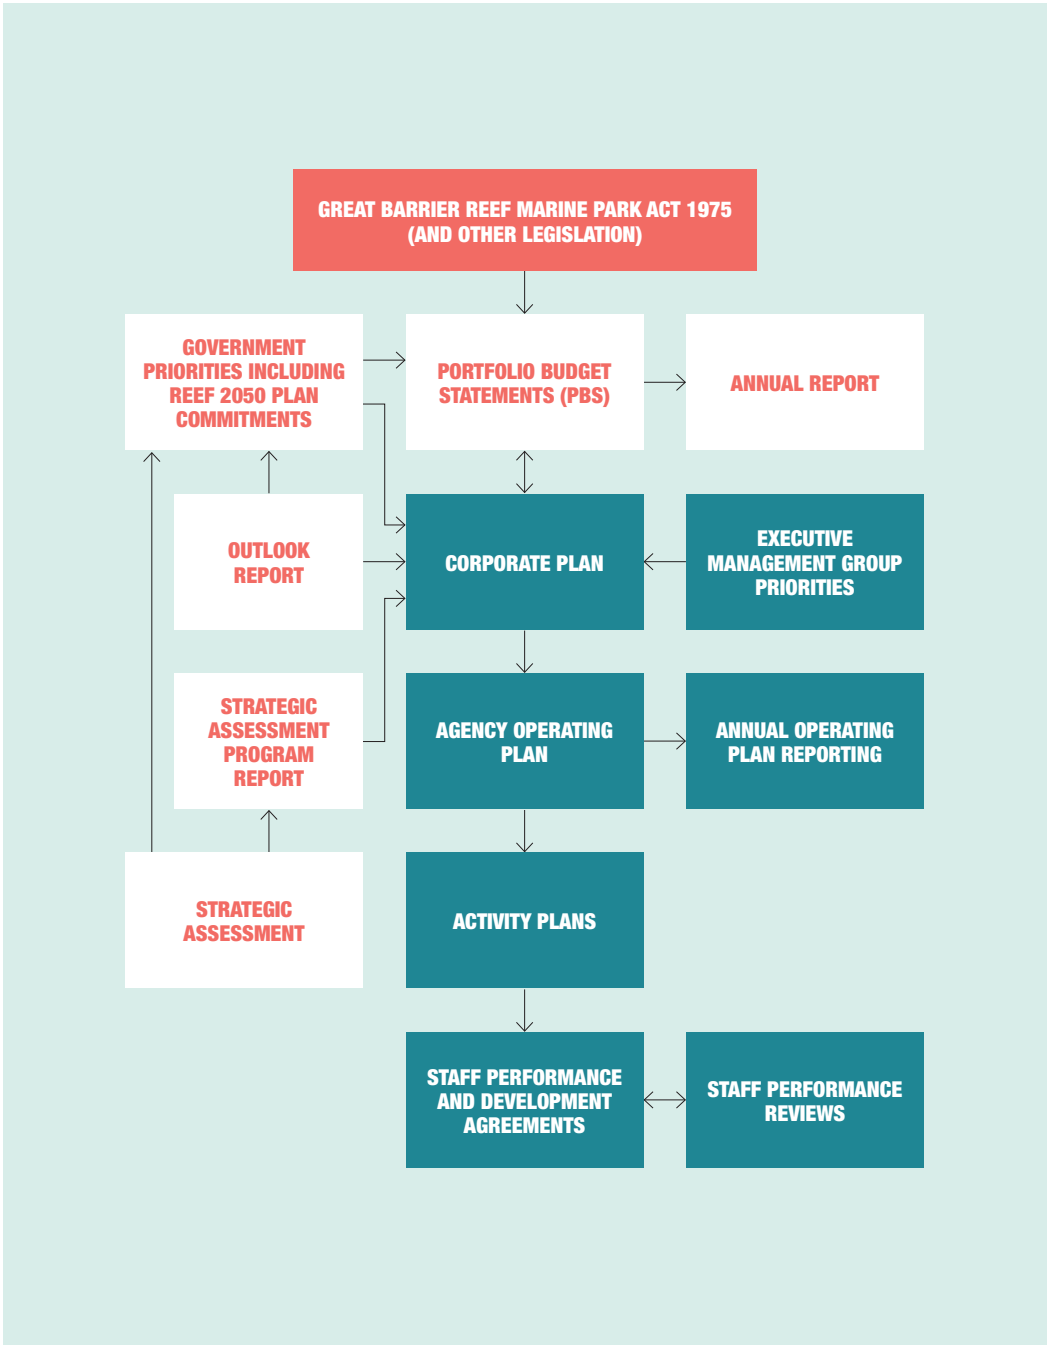 GREAT BARRIER REEF MARINE PARK ACT 1975
(AND OTHER LEGISLATION)
GOVERNMENT
PRIORITIES INCLUDING
REEF 2050 PLAN
COMMITMENTS
PORTFOLIO BUDGET
STATEMENTS (PBS)
ANNUAL REPORT
OUTLOOK
REPORT
CORPORATE PLAN
EXECUTIVE
MANAGEMENT GROUP
PRIORITIES
STRATEGIC
ASSESSMENT
PROGRAM
REPORT
AGENCY OPERATING
PLAN
ANNUAL OPERATING
PLAN REPORTING
STRATEGIC
ASSESSMENT
ACTIVITY PLANS
STAFF PERFORMANCE
AND DEVELOPMENT
AGREEMENTS
STAFF PERFORMANCE
REVIEWS